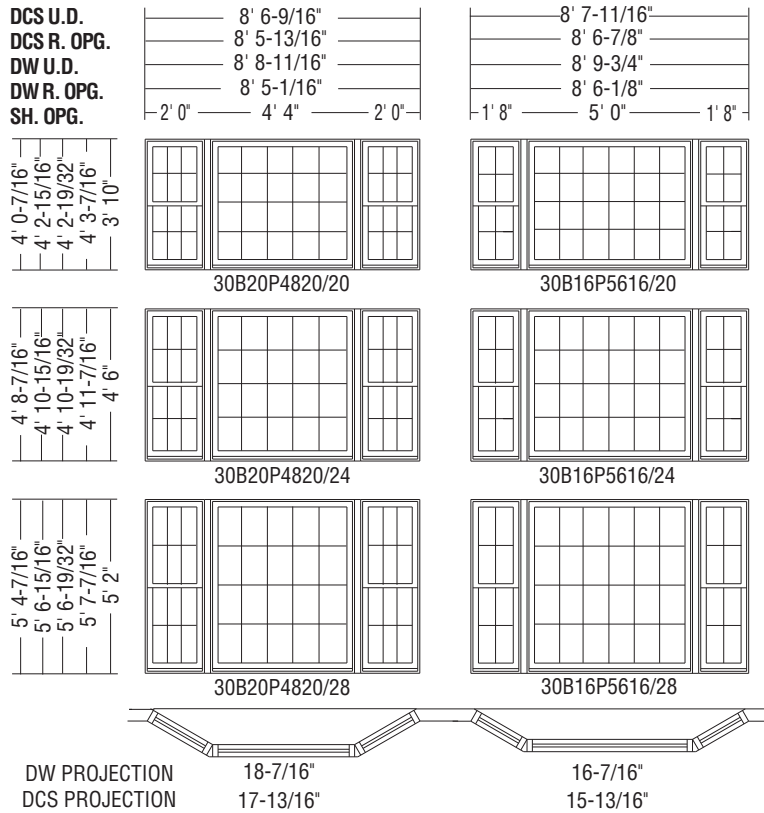 DCS U.D.
DCS R. OPG.
DW U.D.
DW R. OPG.
SH. OPG.
8' 6-9/16"
8' 5-13/16"
8' 8-11/16"
8' 5-1/16"
2' 0" 4' 4" 2' 0"
8' 7-11/16"
8' 6-7/8"
8' 9-3/4"
8' 6-1/8"
1' 8" 5' 0" 1' 8"
4' 0-7/16"
4' 2-15/16"
4' 2-19/32"
4' 3-7/16"
3' 10"
30B20P4820/20
30B16P5616/20
4' 8-7/16"
4' 10-15/16"
4' 10-19/32"
4' 11-7/16"
4' 6"
30B20P4820/24
30B16P5616/24
5' 4-7/16"
5' 6-15/16"
5' 6-19/32"
5' 7-7/16"
5' 2"
30B20P4820/28
30B16P5616/28
DW PROJECTION 18-7/16" 16-7/16"
DCS PROJECTION 17-13/16" 15-13/16"